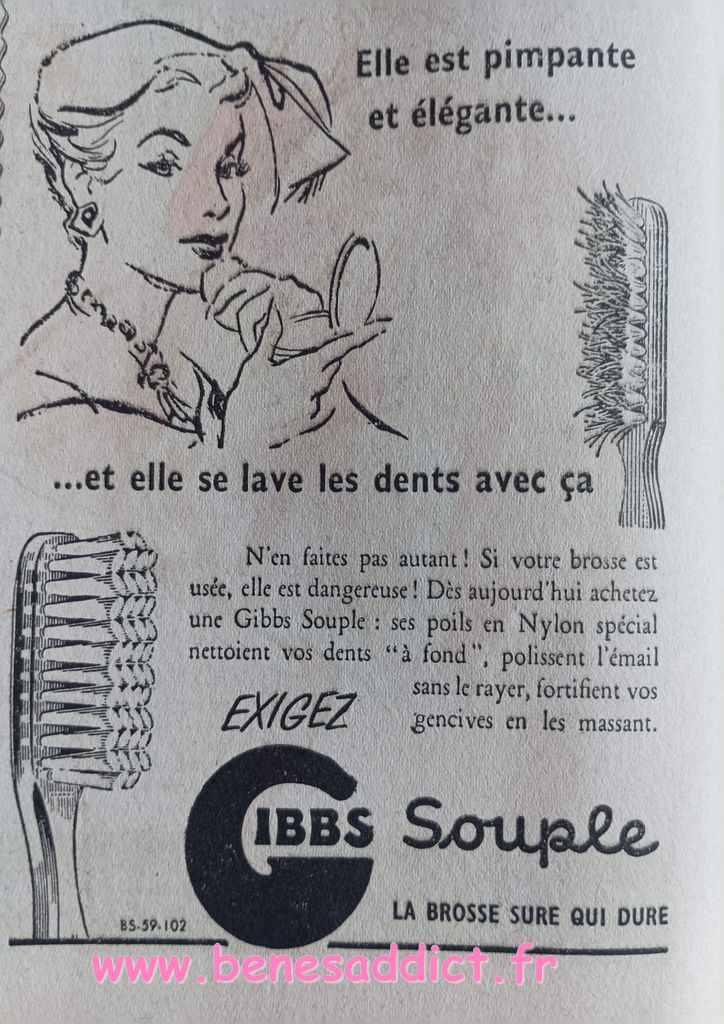 Elle est pimpante
et élégante...
...et elle se lave les dents avec ça
N'en faites pas autant ! Si votre brosse est
usée, elle est dangereuse ! Dès aujourd'hui achetez
une Gibbs Souple : ses poils en Nylon spécial
nettoient vos dents “à fond”, polissent l'émail
sans le rayer, fortifient vos
gencives en les massant.
EXIGEZ
GIBBS Souple
LA BROSSE SURE QUI DURE
BS-59-102
www.benesaddict.fr